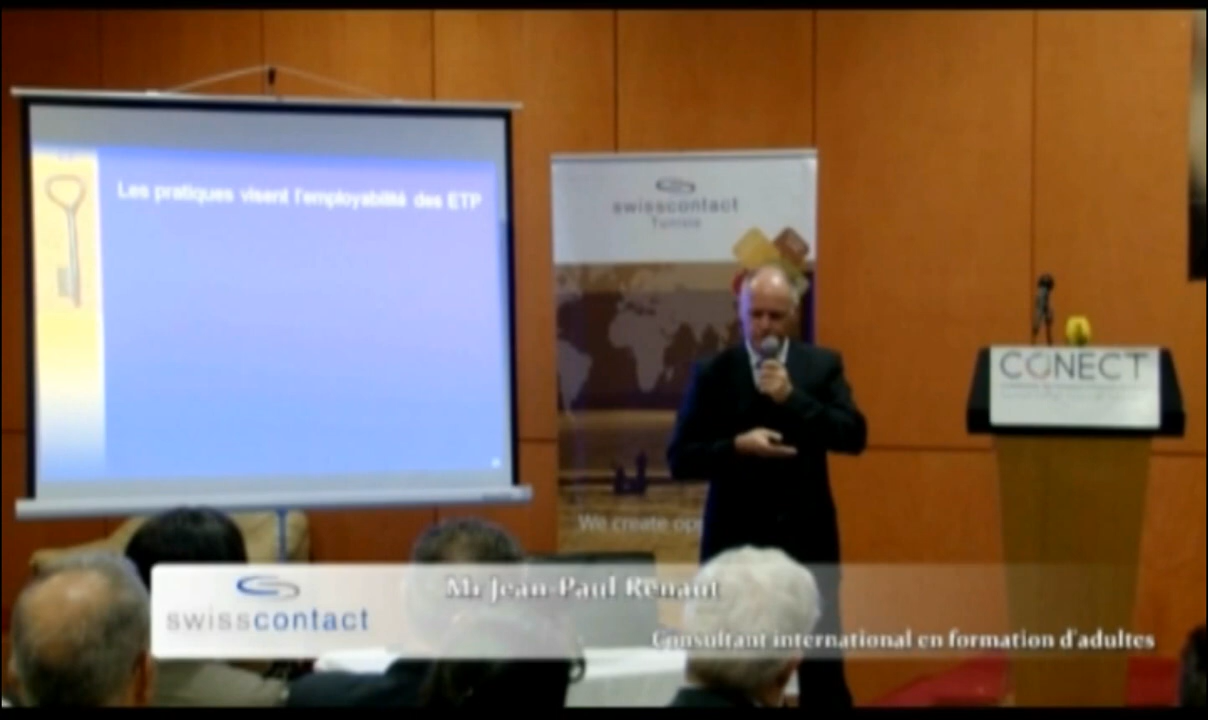 Les pratiques visent l'employabilité des ETP
swisscontact
Tunisie
We create opp
CONECT
swisscontact
Mr Jean-Paul Renaut
Consultant international en formation d'adultes